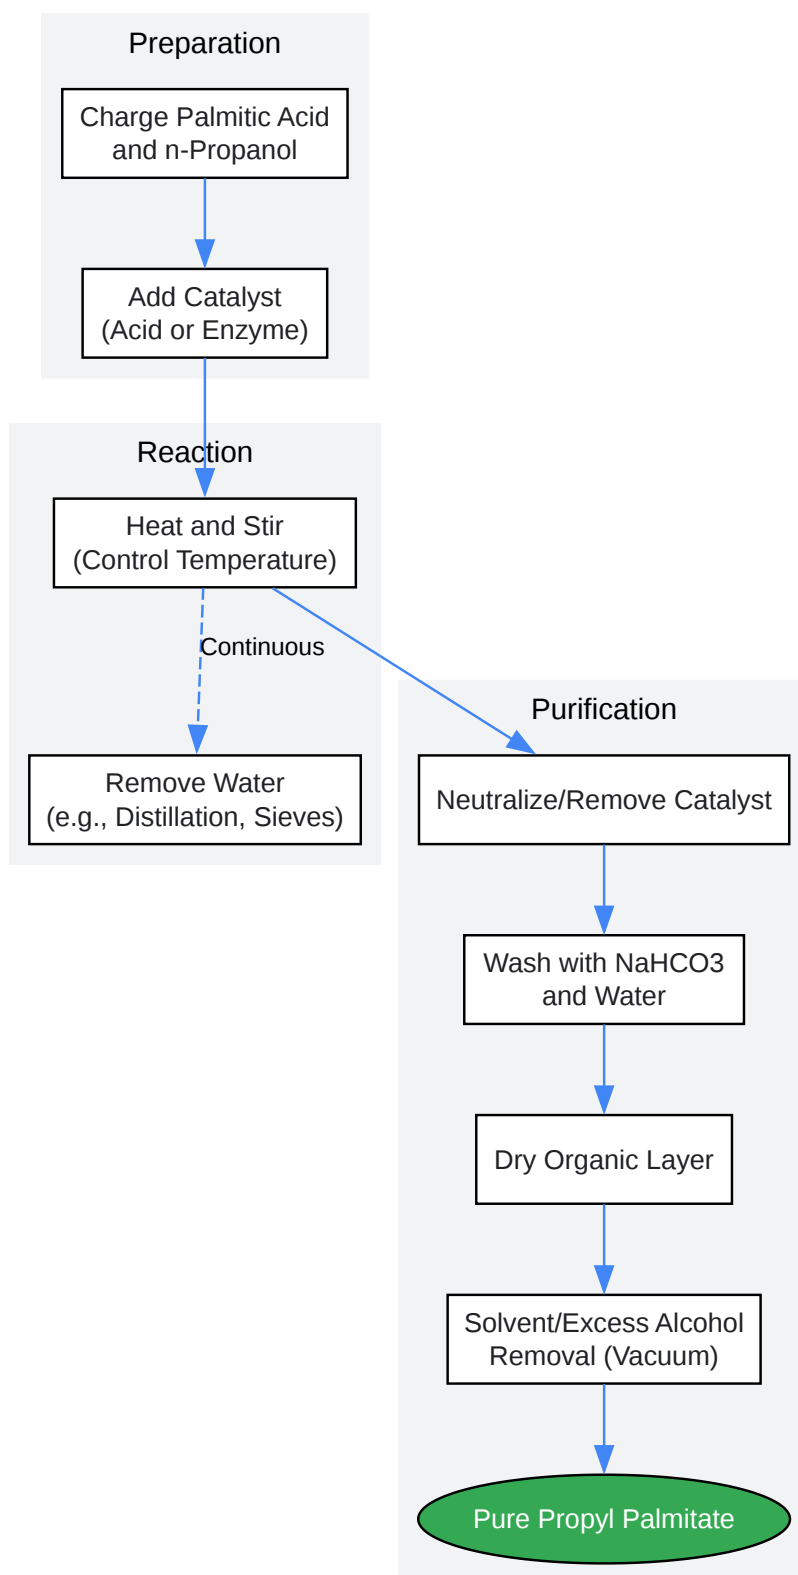 Preparation
Charge Palmitic Acid
and n-Propanol
Add Catalyst
(Acid or Enzyme)
Reaction
Heat and Stir
(Control Temperature)
Continuous
Remove Water
(e.g., Distillation, Sieves)
Purification
Neutralize/Remove Catalyst
Wash with NaHCO3
and Water
Dry Organic Layer
Solvent/Excess Alcohol
Removal (Vacuum)
Pure Propyl Palmitate